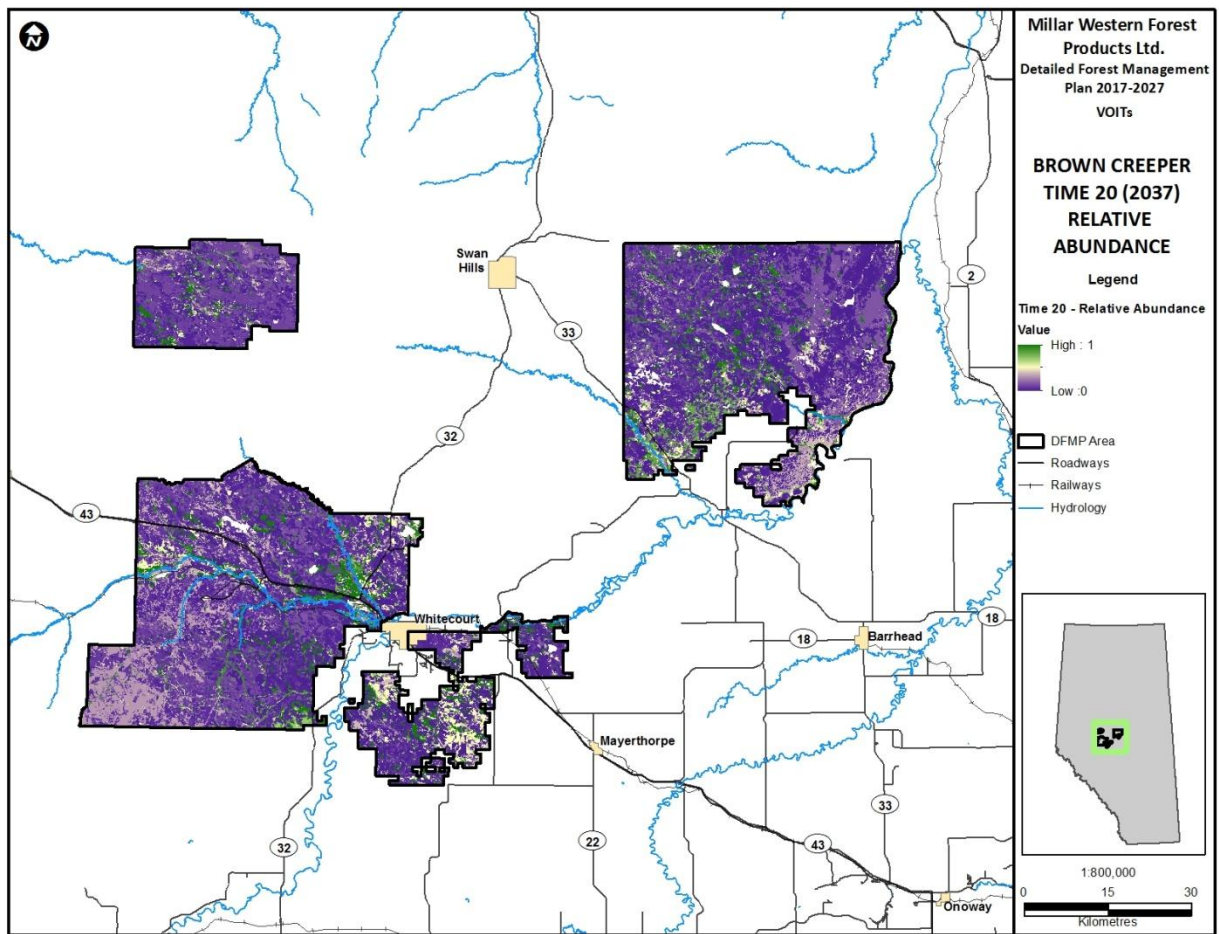 N
Swan
Hills
2
33
32
43
Whitecourt
18
18
Barrhead
Mayerthorpe
33
32
22
43
Onoway
Millar Western Forest
Products Ltd.
Detailed Forest Management
Plan 2017-2027
VOITs
BROWN CREEPER
TIME 20 (2037)
RELATIVE
ABUNDANCE
Legend
Time 20 - Relative Abundance
Value
High : 1
Low :0
DFMP Area
Roadways
Railways
Hydrology
1:800,000
0 15 30
Kilometres